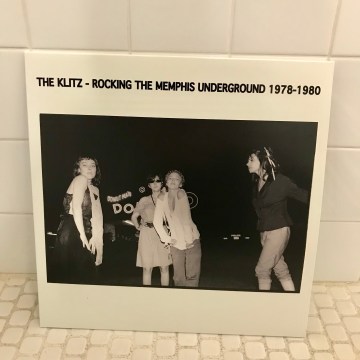 THE KLITZ - ROCKING THE MEMPHIS UNDERGROUND 1978-1980